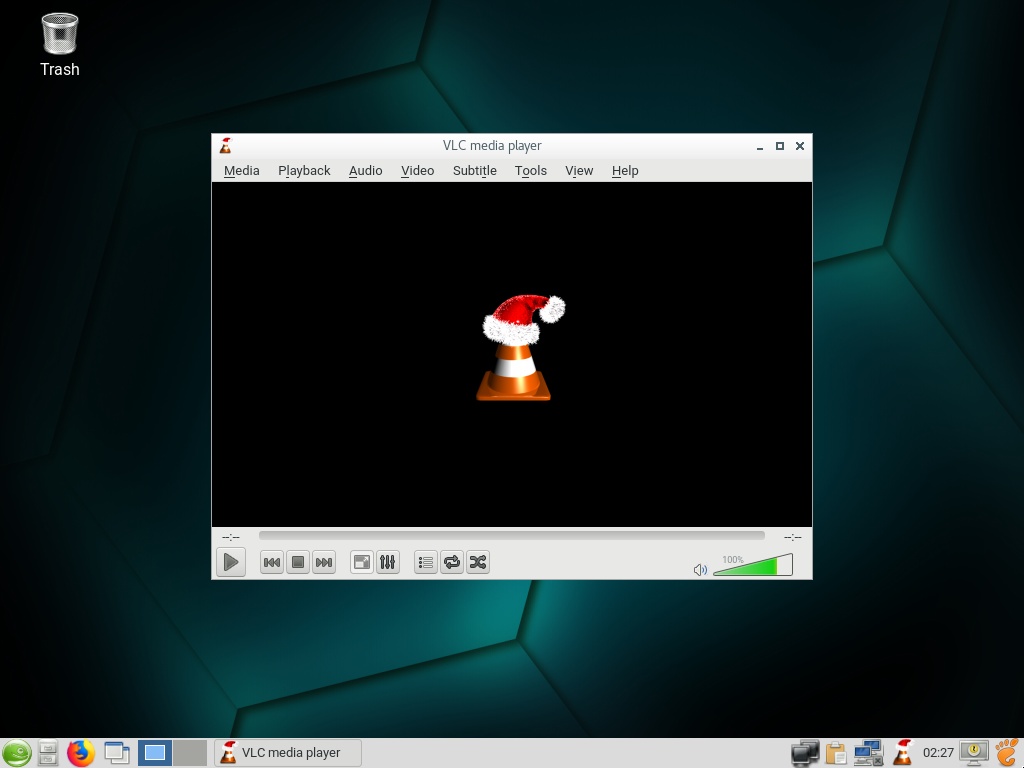 Trash
VLC media player
Media Playback Audio Video Subtitle Tools View Help
--:-- --:--
100%
VLC media player 02:27